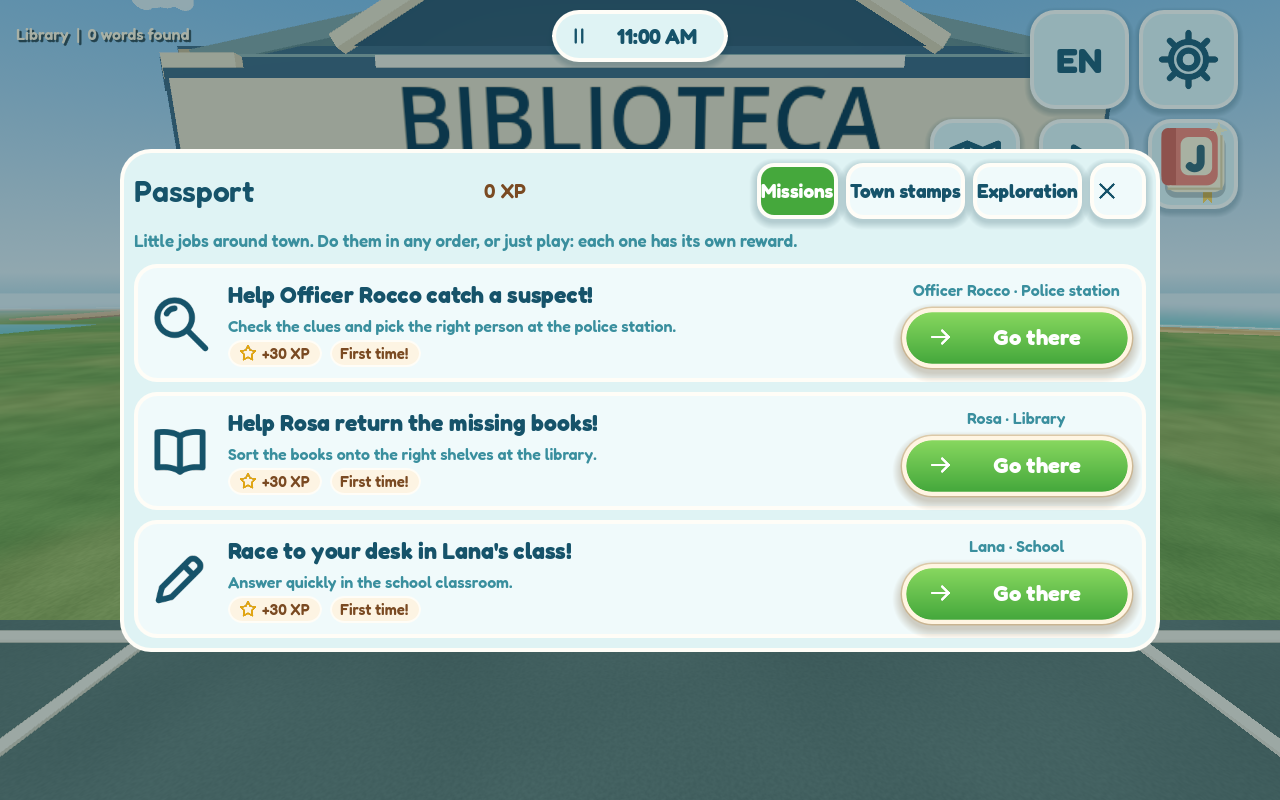 Library | 0 words found
11:00 AM
EN
BIBLIOTECA
J
Passport
0 XP
Missions
Town stamps
Exploration
Little jobs around town. Do them in any order, or just play: each one has its own reward.
Help Officer Rocco catch a suspect!
Check the clues and pick the right person at the police station.
+30 XP
First time!
Officer Rocco · Police station
Go there
Help Rosa return the missing books!
Sort the books onto the right shelves at the library.
+30 XP
First time!
Rosa · Library
Go there
Race to your desk in Lana's class!
Answer quickly in the school classroom.
+30 XP
First time!
Lana · School
Go there